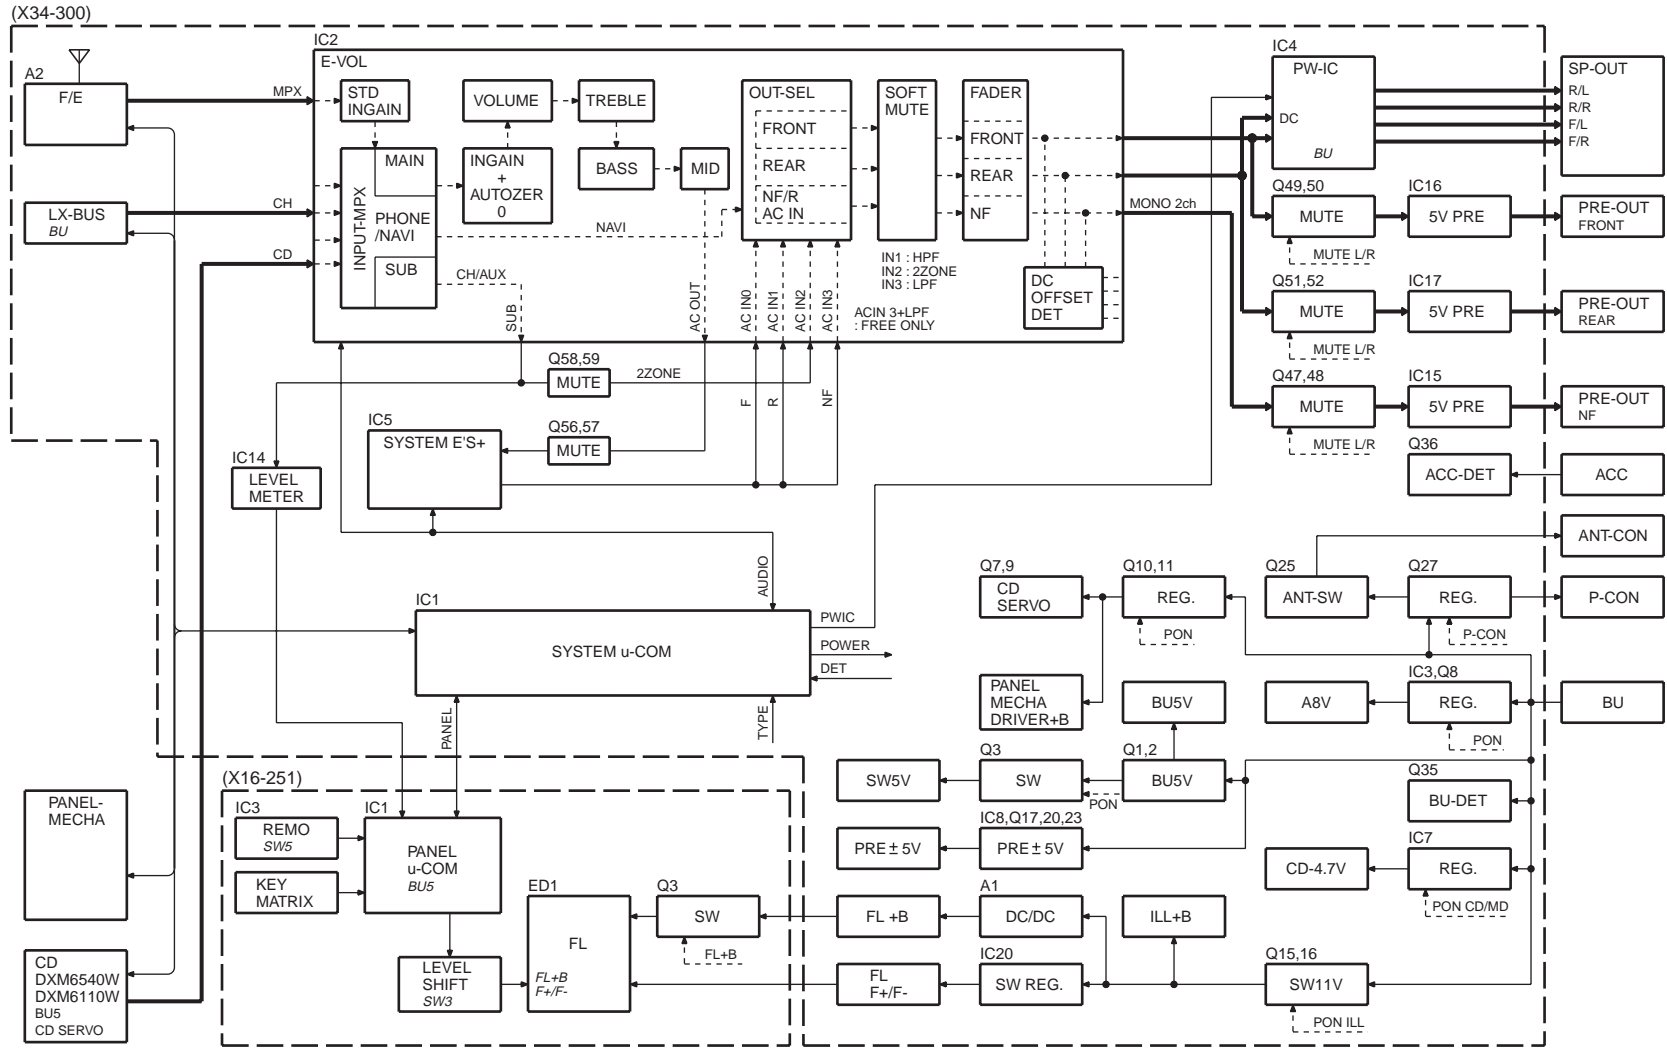 (X34-300)
A2
F/E
LX-BUS
BU
PANEL-
MECHA
CD
DXM6540W
DXM6110W
BU5
CD SERVO
MPX
CH
CD
IC2
E-VOL
STD
INGAIN
INPUT-MPX
MAIN
PHONE
/NAVI
SUB
VOLUME
TREBLE
INGAIN
+
AUTOZER
0
BASS
MID
NAVI
CH/AUX
SUB
AC OUT
OUT-SEL
FRONT
REAR
NF/R
AC IN
AC IN0
AC IN1
AC IN2
AC IN3
SOFT
MUTE
FADER
FRONT
REAR
NF
IN1 : HPF
IN2 : 2ZONE
IN3 : LPF
ACIN 3+LPF
: FREE ONLY
DC
OFFSET
DET
MONO 2ch
Q58,59
MUTE
2ZONE
Q56,57
MUTE
F
R
NF
IC5
SYSTEM E'S+
IC14
LEVEL
METER
AUDIO
IC1
SYSTEM u-COM
PWIC
POWER
DET
PANEL
TYPE
IC4
PW-IC
DC
BU
SP-OUT
R/L
R/R
F/L
F/R
Q49,50
MUTE
MUTE L/R
IC16
5V PRE
PRE-OUT
FRONT
Q51,52
MUTE
MUTE L/R
IC17
5V PRE
PRE-OUT
REAR
Q47,48
MUTE
MUTE L/R
IC15
5V PRE
PRE-OUT
NF
Q36
ACC-DET
ACC
ANT-CON
Q7,9
CD
SERVO
Q10,11
REG.
PON
Q25
ANT-SW
Q27
REG.
P-CON
P-CON
PANEL
MECHA
DRIVER+B
BU5V
A8V
IC3,Q8
REG.
PON
BU
SW5V
Q3
SW
PON
Q1,2
BU5V
Q35
BU-DET
PRE±5V
IC8,Q17,20,23
PRE±5V
CD-4.7V
IC7
REG.
PON CD/MD
FL +B
A1
DC/DC
ILL+B
FL
F+/F-
IC20
SW REG.
Q15,16
SW11V
PON ILL
(X16-251)
IC3
REMO
SW5
KEY
MATRIX
IC1
PANEL
u-COM
BU5
LEVEL
SHIFT
SW3
ED1
FL
FL+B
F+/F-
Q3
SW
FL+B